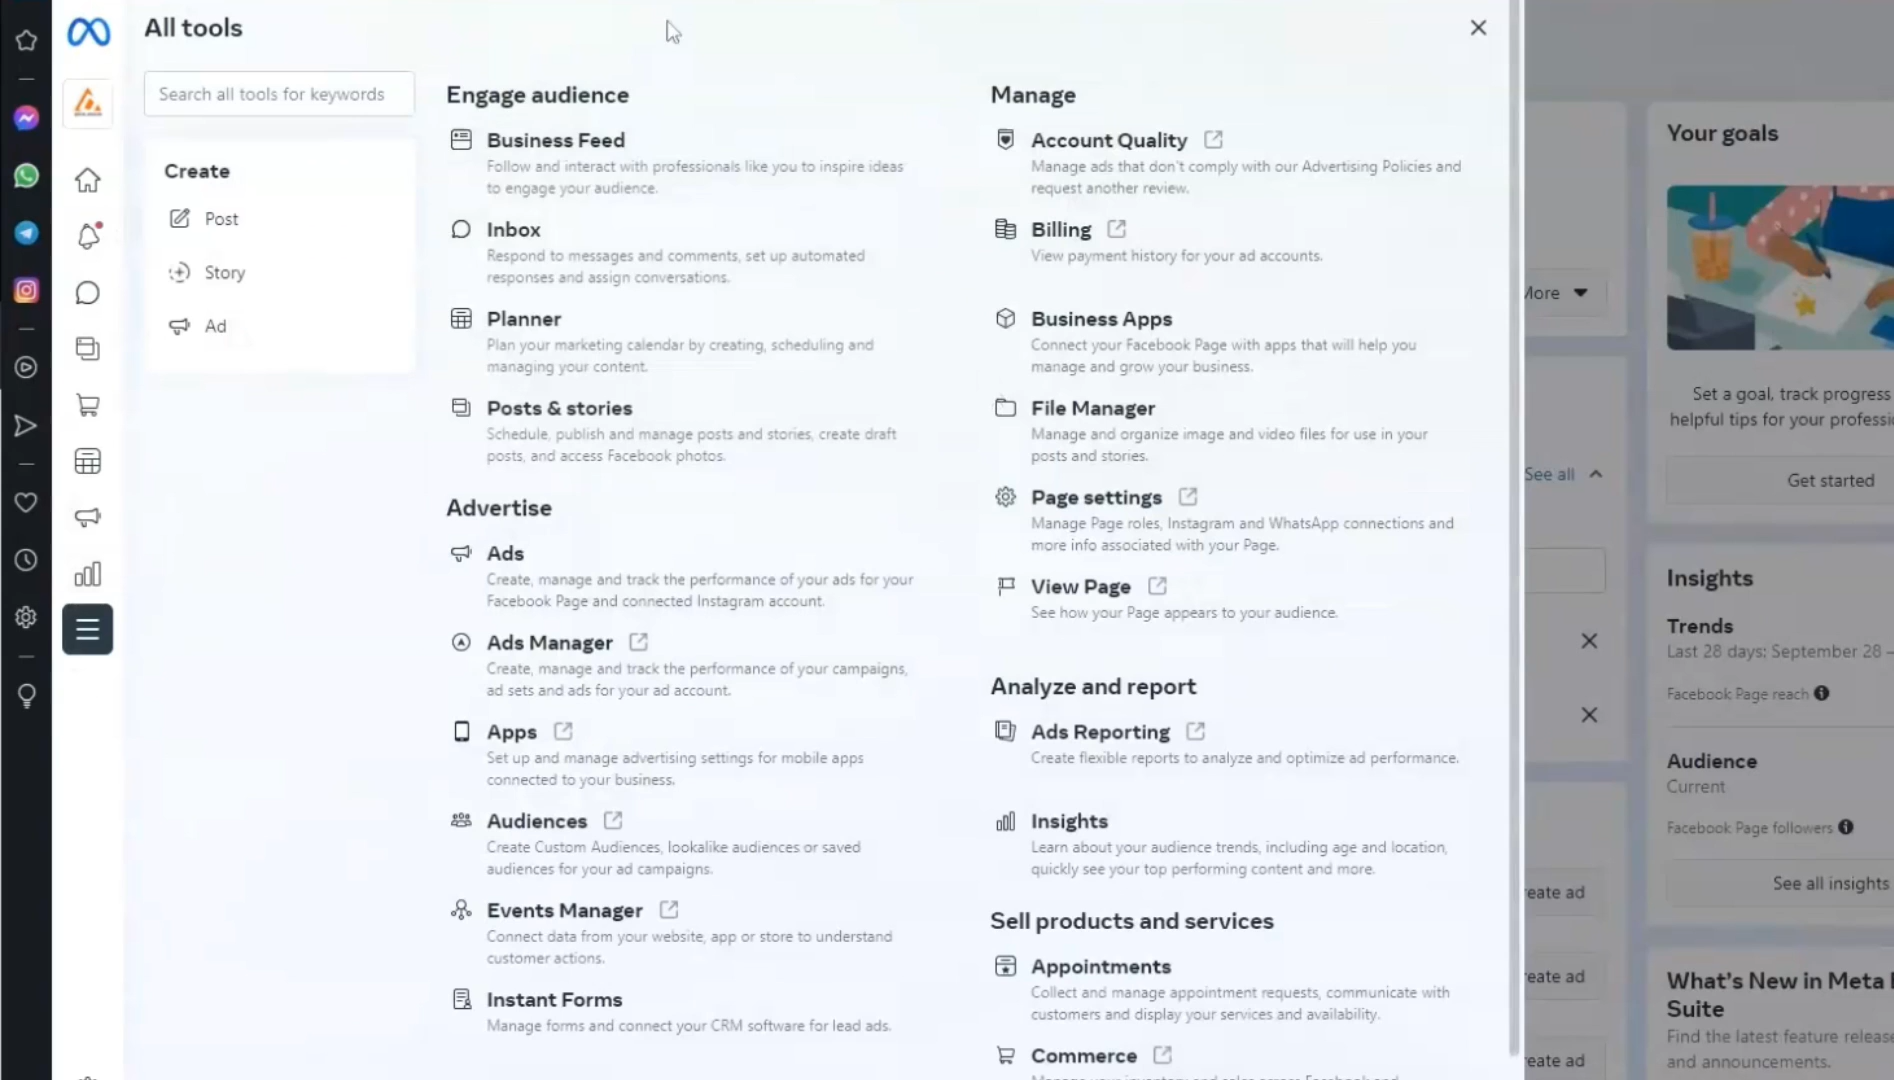 All tools
Search all tools for keywords
Create
Post
Story
Ad
Engage audience
Business Feed
Follow and interact with professionals like you to inspire ideas
to engage your audience.
Inbox
Respond to messages and comments, set up automated
responses and assign conversations.
Planner
Plan your marketing calendar by creating, scheduling and
managing your content.
Posts & stories
Schedule, publish and manage posts and stories, create draft
posts, and access Facebook photos.
Advertise
Ads
Create, manage and track the performance of your ads for your
Facebook Page and connected Instagram account.
Ads Manager
Create, manage and track the performance of your campaigns,
ad sets and ads for your ad account.
Apps
Set up and manage advertising settings for mobile apps
connected to your business.
Audiences
Create Custom Audiences, lookalike audiences or saved
audiences for your ad campaigns.
Events Manager
Connect data from your website, app or store to understand
customer actions.
Instant Forms
Manage forms and connect your CRM software for lead ads.
Manage
Account Quality
Manage ads that don't comply with our Advertising Policies and
request another review.
Billing
View payment history for your ad accounts.
Business Apps
Connect your Facebook Page with apps that will help you
manage and grow your business.
File Manager
Manage and organize image and video files for use in your
posts and stories.
Page settings
Manage Page roles, Instagram and WhatsApp connections and
more info associated with your Page.
View Page
See how your Page appears to your audience.
Analyze and report
Ads Reporting
Create flexible reports to analyze and optimize ad performance.
Insights
Learn about your audience trends, including age and location,
quickly see your top performing content and more.
Sell products and services
Appointments
Collect and manage appointment requests, communicate with
customers and display your services and availability.
Commerce
More
See all
reate ad
reate ad
reate ad
Your goals
Set a goal, track progress
helpful tips for your professi
Get started
Insights
Trends
Last 28 days: September 28 –
Facebook Page reach
Audience
Current
Facebook Page followers
See all insights
What's New in Meta
Suite
Find the latest feature release
and announcements.